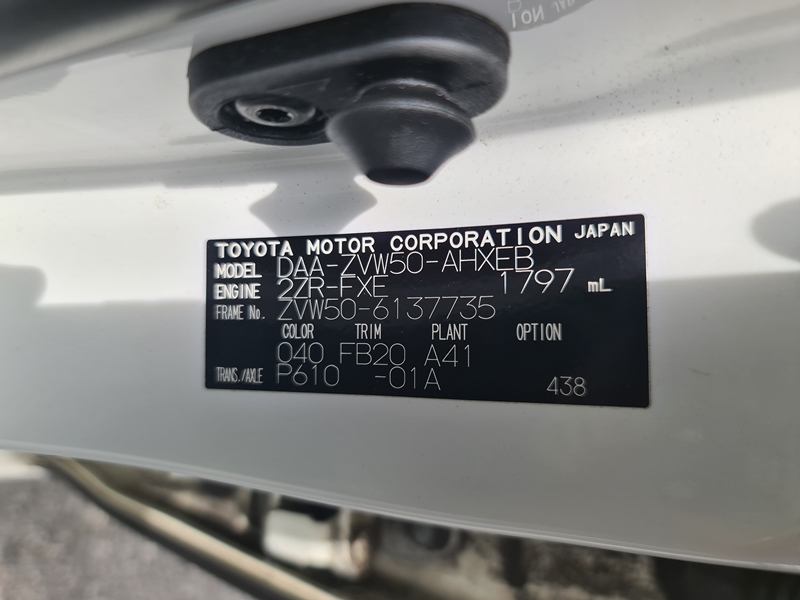 TOYOTA MOTOR CORPORATION JAPAN
MODEL DAA-ZVW50-AHXEB
ENGINE 2ZR-FXE 1797 mL
FRAME No. ZVW50-6137735
COLOR TRIM PLANT OPTION
040 FB20 A41
TRANS./AXLE P610 -01A 438